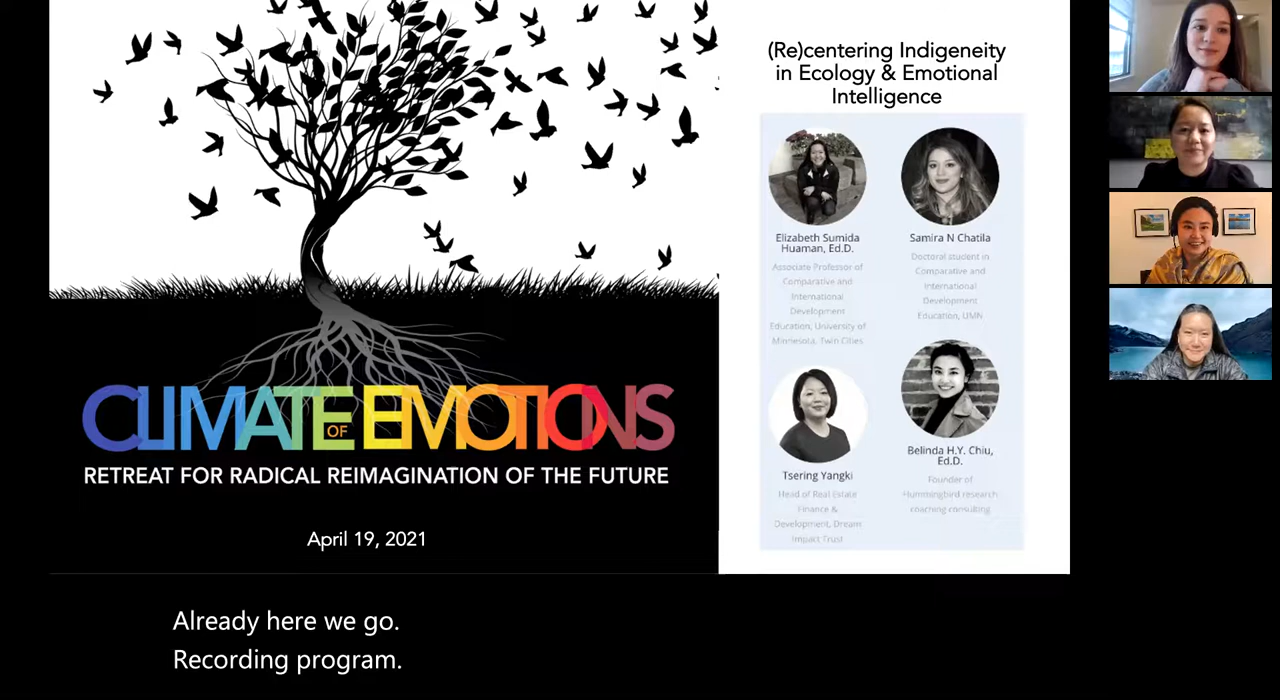 (Re)centering Indigeneity
in Ecology & Emotional
Intelligence
Elizabeth Sumida
Huaman, Ed.D.
Associate Professor of
Comparative and
International
Development
Education, University of
Minnesota, Twin Cities
Samira N Chatila
Doctoral student in
Comparative and
International
Development
Education, UMN
Tsering Yangki
Head of Real Estate
Finance &
Development, Dream
Impact Trust
Belinda H.Y. Chiu,
Ed.D.
Founder of
Hummingbird research
coaching consulting
CLIMATE OF EMOTIONS
RETREAT FOR RADICAL REIMAGINATION OF THE FUTURE
April 19, 2021
Already here we go.
Recording program.